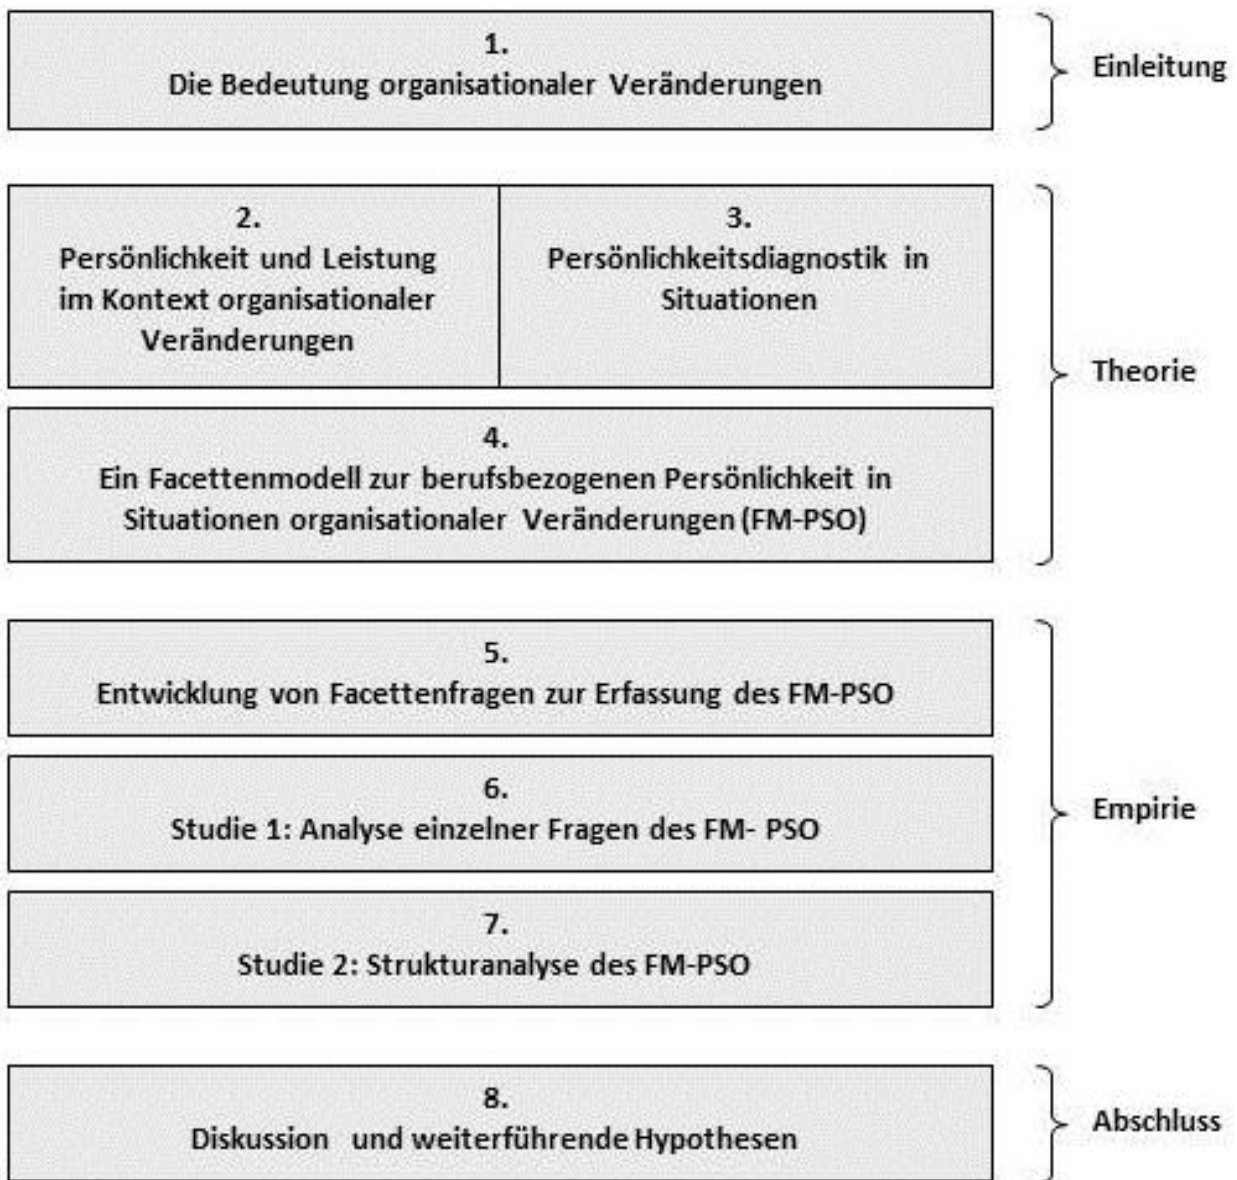 1.
Die Bedeutung organisationaler Veränderungen
Einleitung
2.
Persönlichkeit und Leistung
im Kontext organisationaler
Veränderungen
3.
Persönlichkeitsdiagnostik in
Situationen
Theorie
4.
Ein Facettenmodell zur berufsbezogenen Persönlichkeit in
Situationen organisationaler Veränderungen (FM-PSO)
5.
Entwicklung von Facettenfragen zur Erfassung des FM-PSO
6.
Studie 1: Analyse einzelner Fragen des FM- PSO
Empirie
7.
Studie 2: Strukturanalyse des FM-PSO
8.
Diskussion und weiterführende Hypothesen
Abschluss